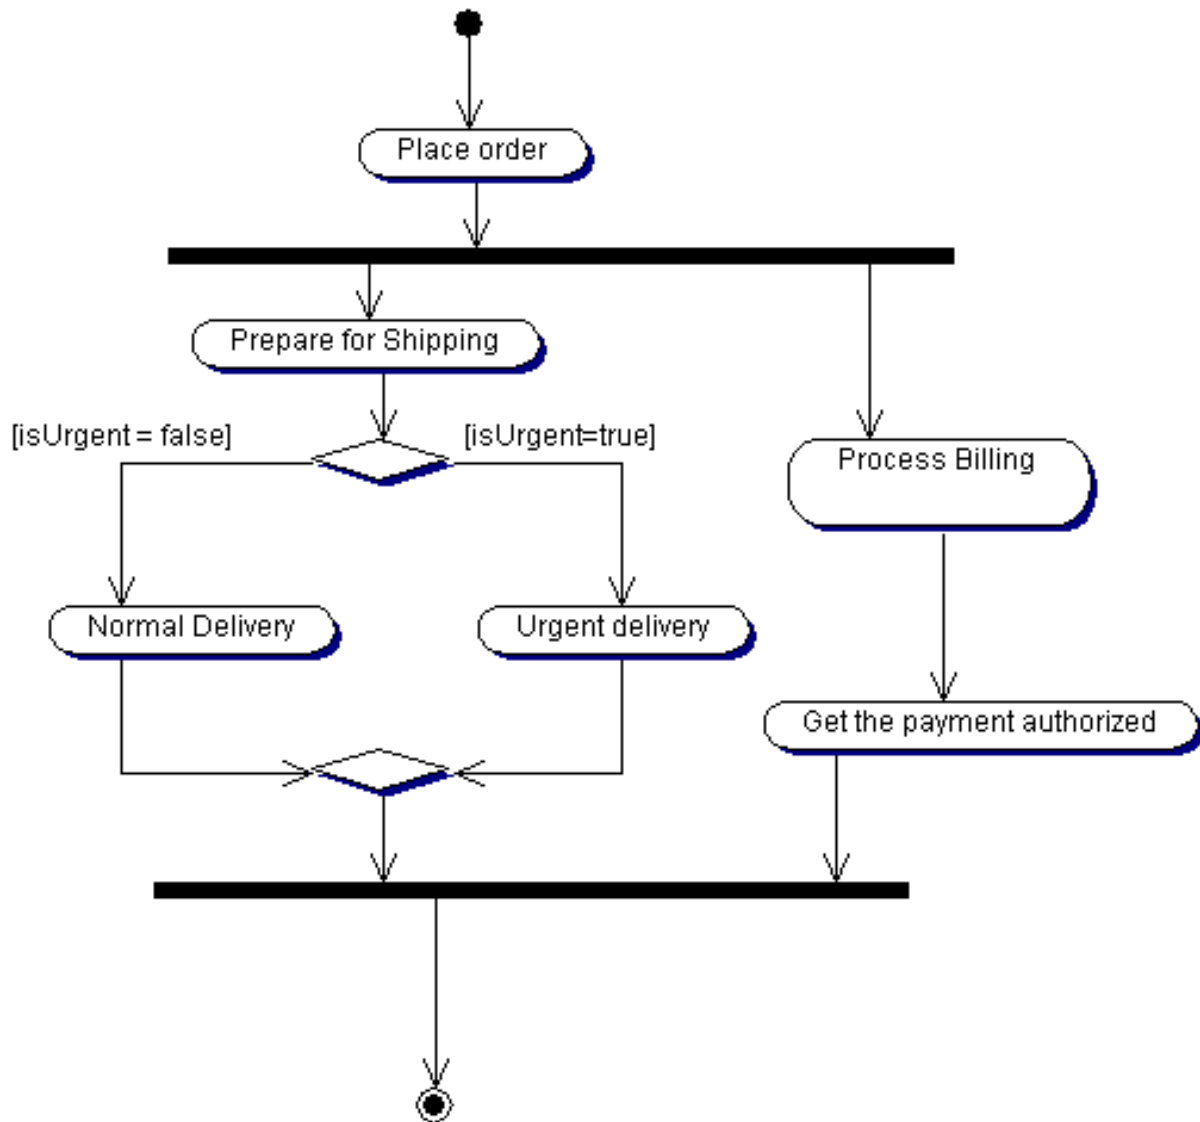 Place order
Prepare for Shipping
[isUrgent = false]
[isUrgent=true]
Process Billing
Normal Delivery
Urgent delivery
Get the payment authorized